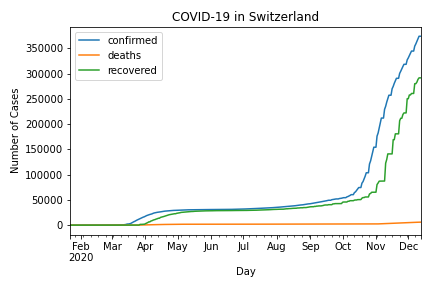 COVID-19 in Switzerland
confirmed
deaths
recovered
Number of Cases
350000
300000
250000
200000
150000
100000
50000
0
Feb Mar Apr May Jun Jul Aug Sep Oct Nov Dec
2020
Day